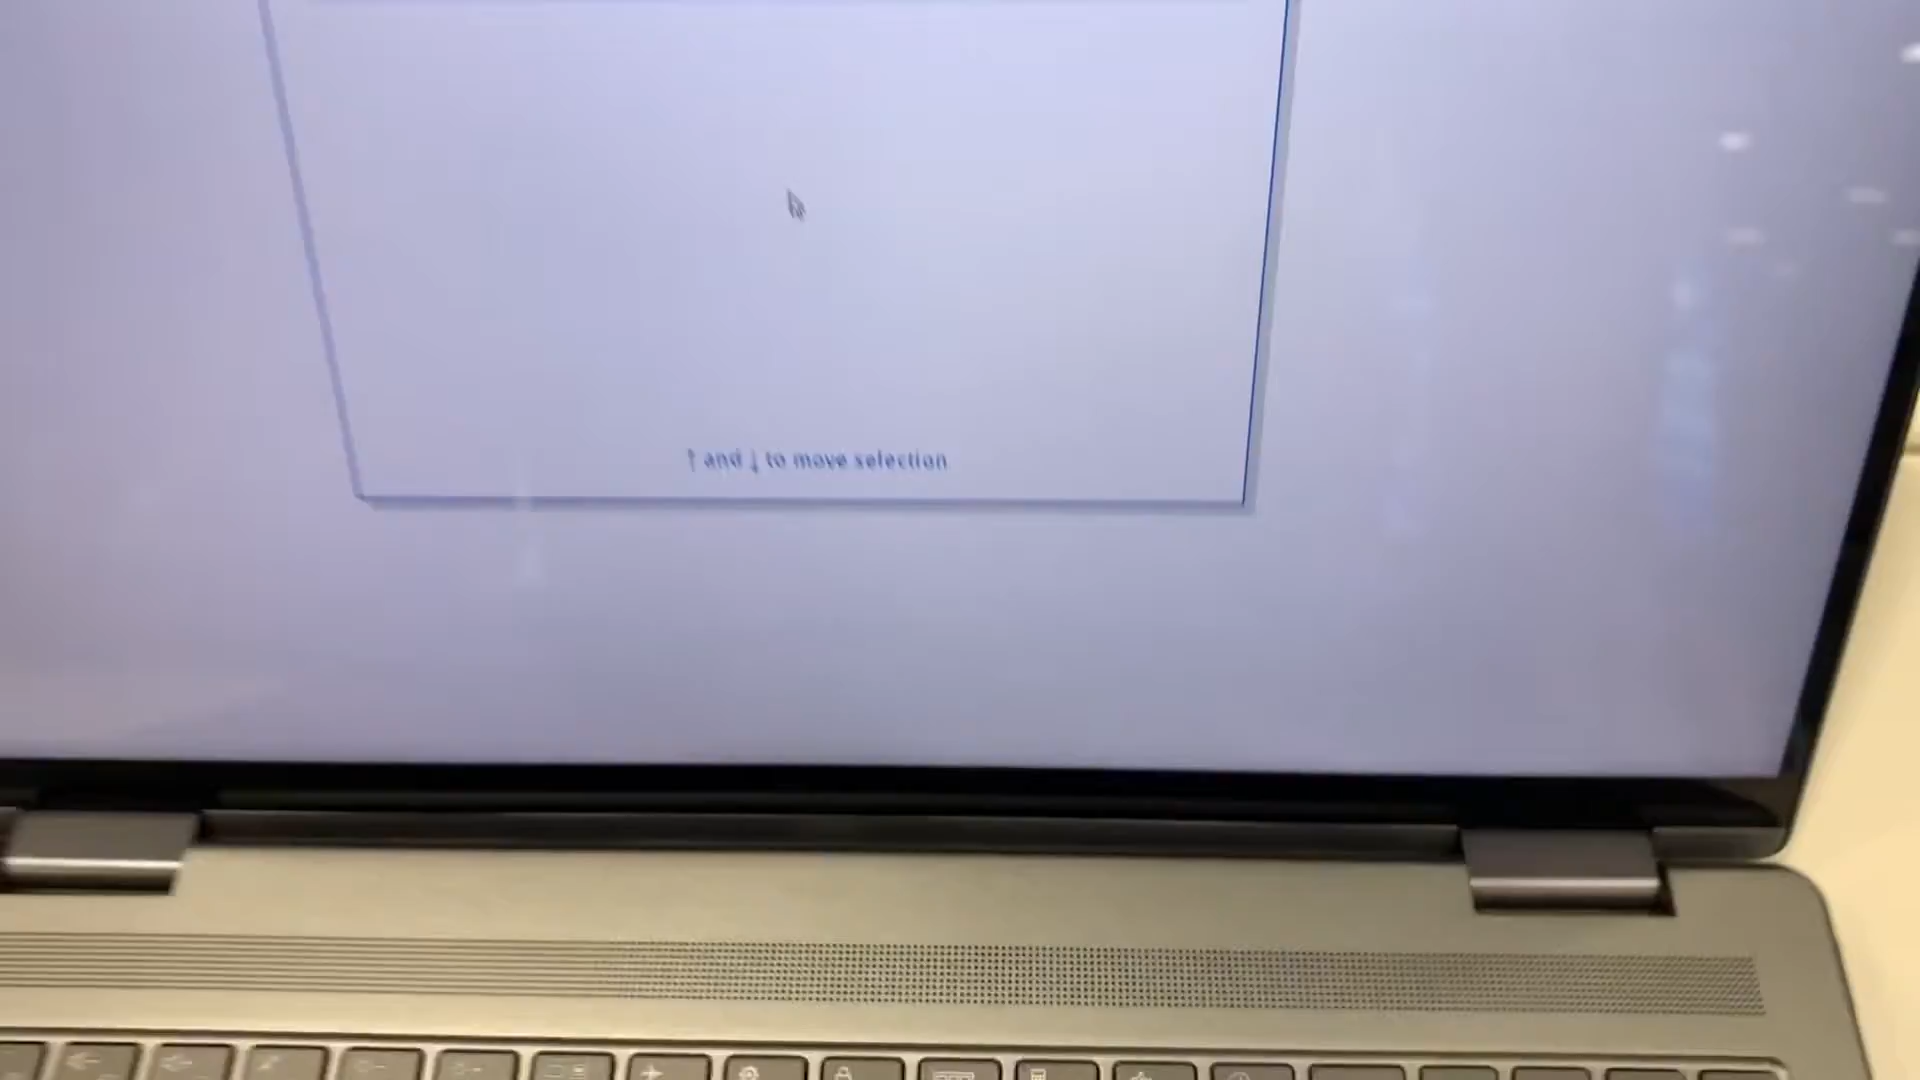 ↑ and ↓ to move selection